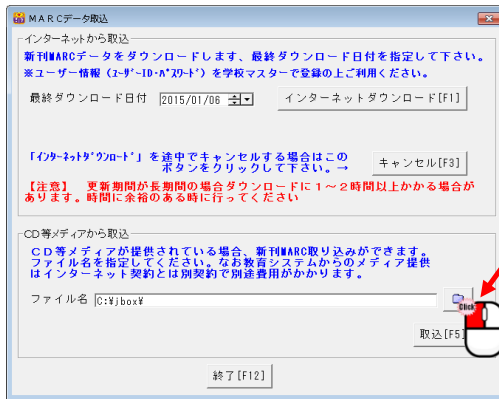 ＭＡＲＣデータ取込
インターネットから取込
新刊MARCデータをダウンロードします、最終ダウンロード日付を指定して下さい。
※ユーザー情報（ﾕｰｻﾞｰID・ﾊﾟｽﾜｰﾄﾞ）を学校マスターで登録の上ご利用ください。
最終ダウンロード日付 2015/01/06 インターネットダウンロード[F1]
「ｲﾝﾀｰﾈｯﾄﾀﾞｳﾝﾛｰﾄﾞ」を途中でキャンセルする場合はこの
ボタンをクリックして下さい。→ キャンセル[F3]
【注意】　更新期間が長期間の場合ダウンロードに１～２時間以上かかる場合が
あります。時間に余裕のある時に行ってください
CD等メディアから取込
ＣＤ等メディアが提供されている場合、新刊MARC取り込みができます。
ファイル名を指定してください。なお教育システムからのメディア提供
はインターネット契約とは別契約で別途費用がかかります。
ファイル名 C:¥jbox¥
Click
取込[F5]
終了[F12]